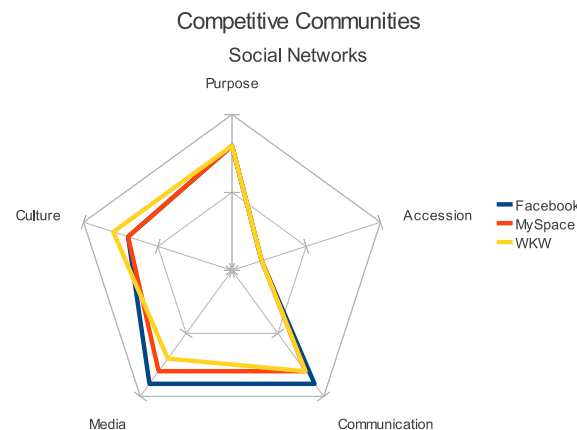 Competitive Communities
Social Networks
Purpose
Culture
Accession
Facebook
MySpace
WKW
Media
Communication